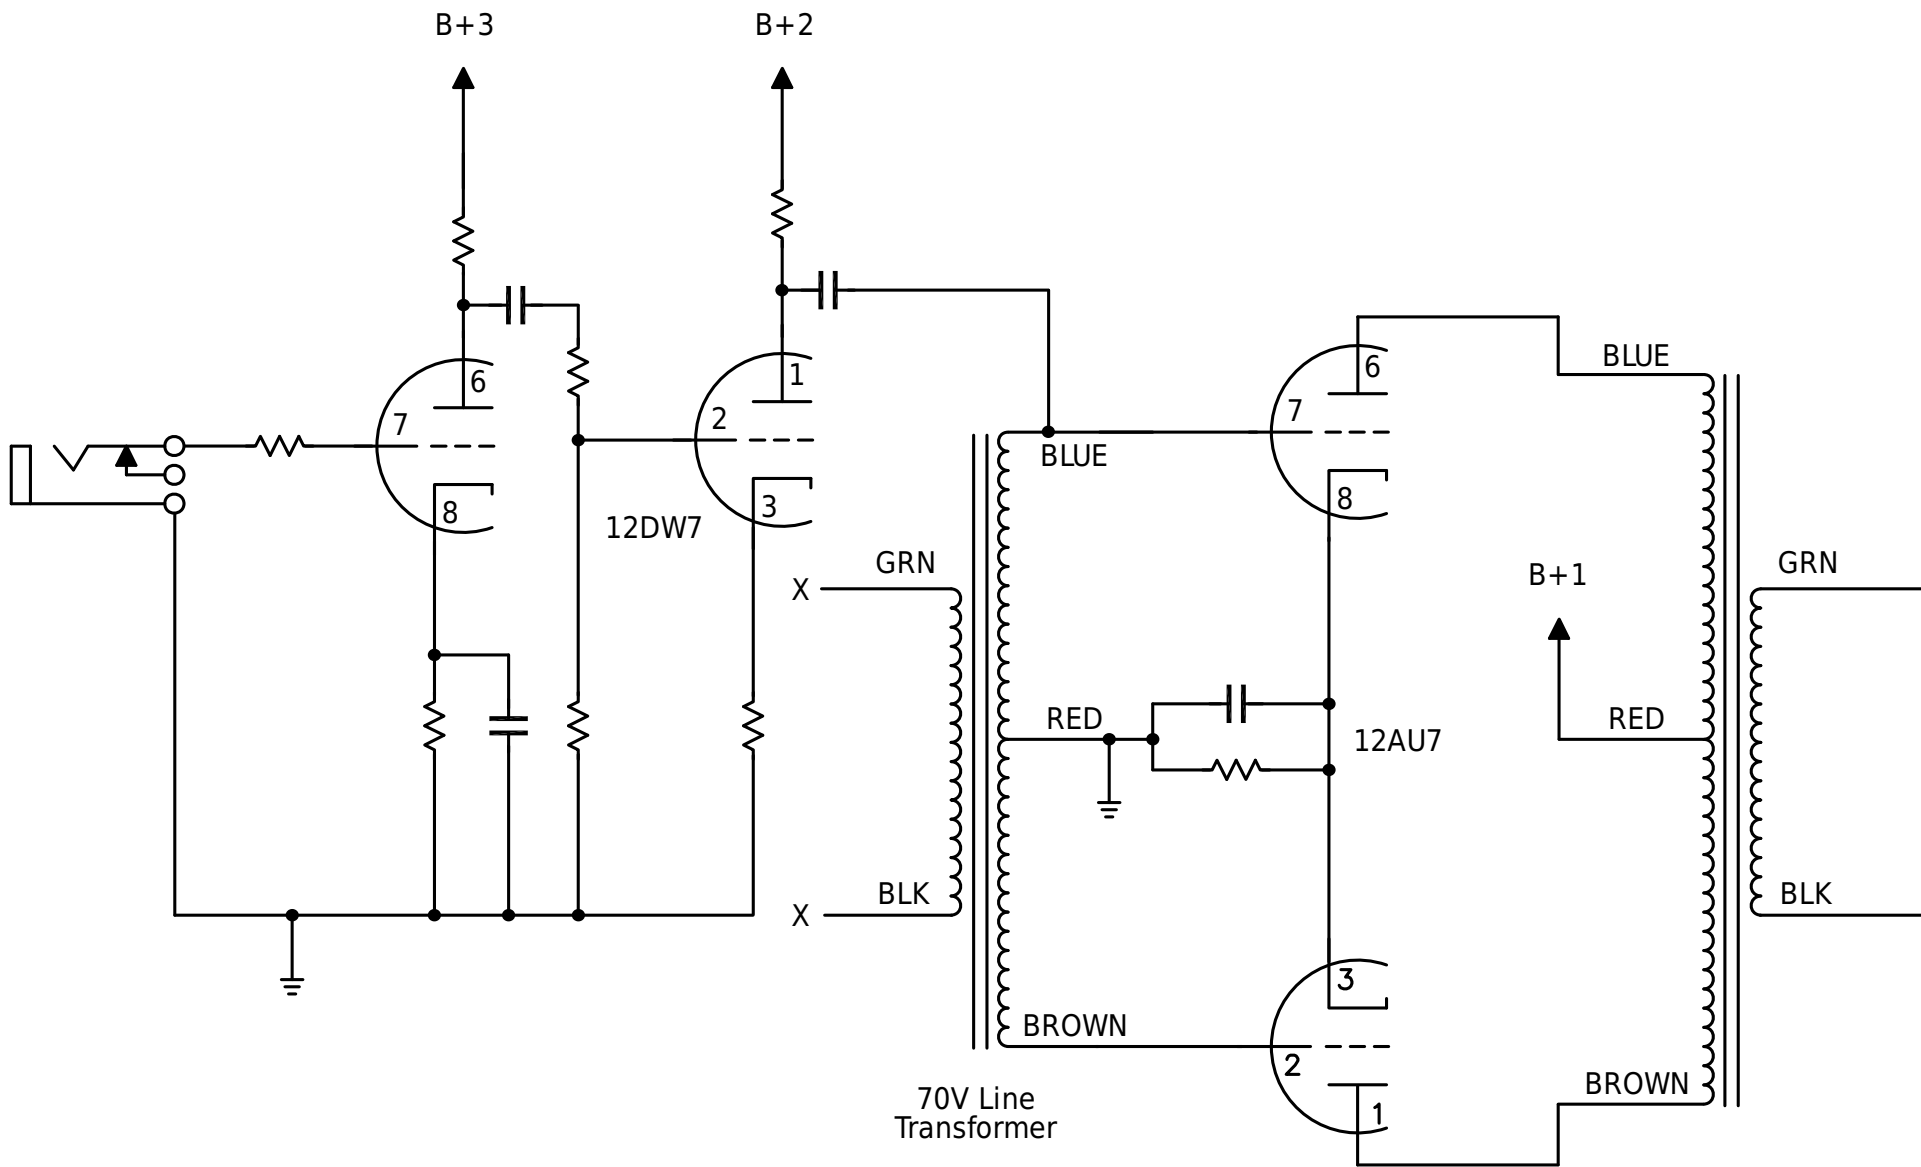 B+3
B+2
6
7
8
1
2
3
12DW7
6
7
8
BLUE
BLUE
GRN
X
B+1
GRN
RED
12AU7
RED
BLK
X
BLK
3
BROWN
2
1
BROWN
70V Line
Transformer